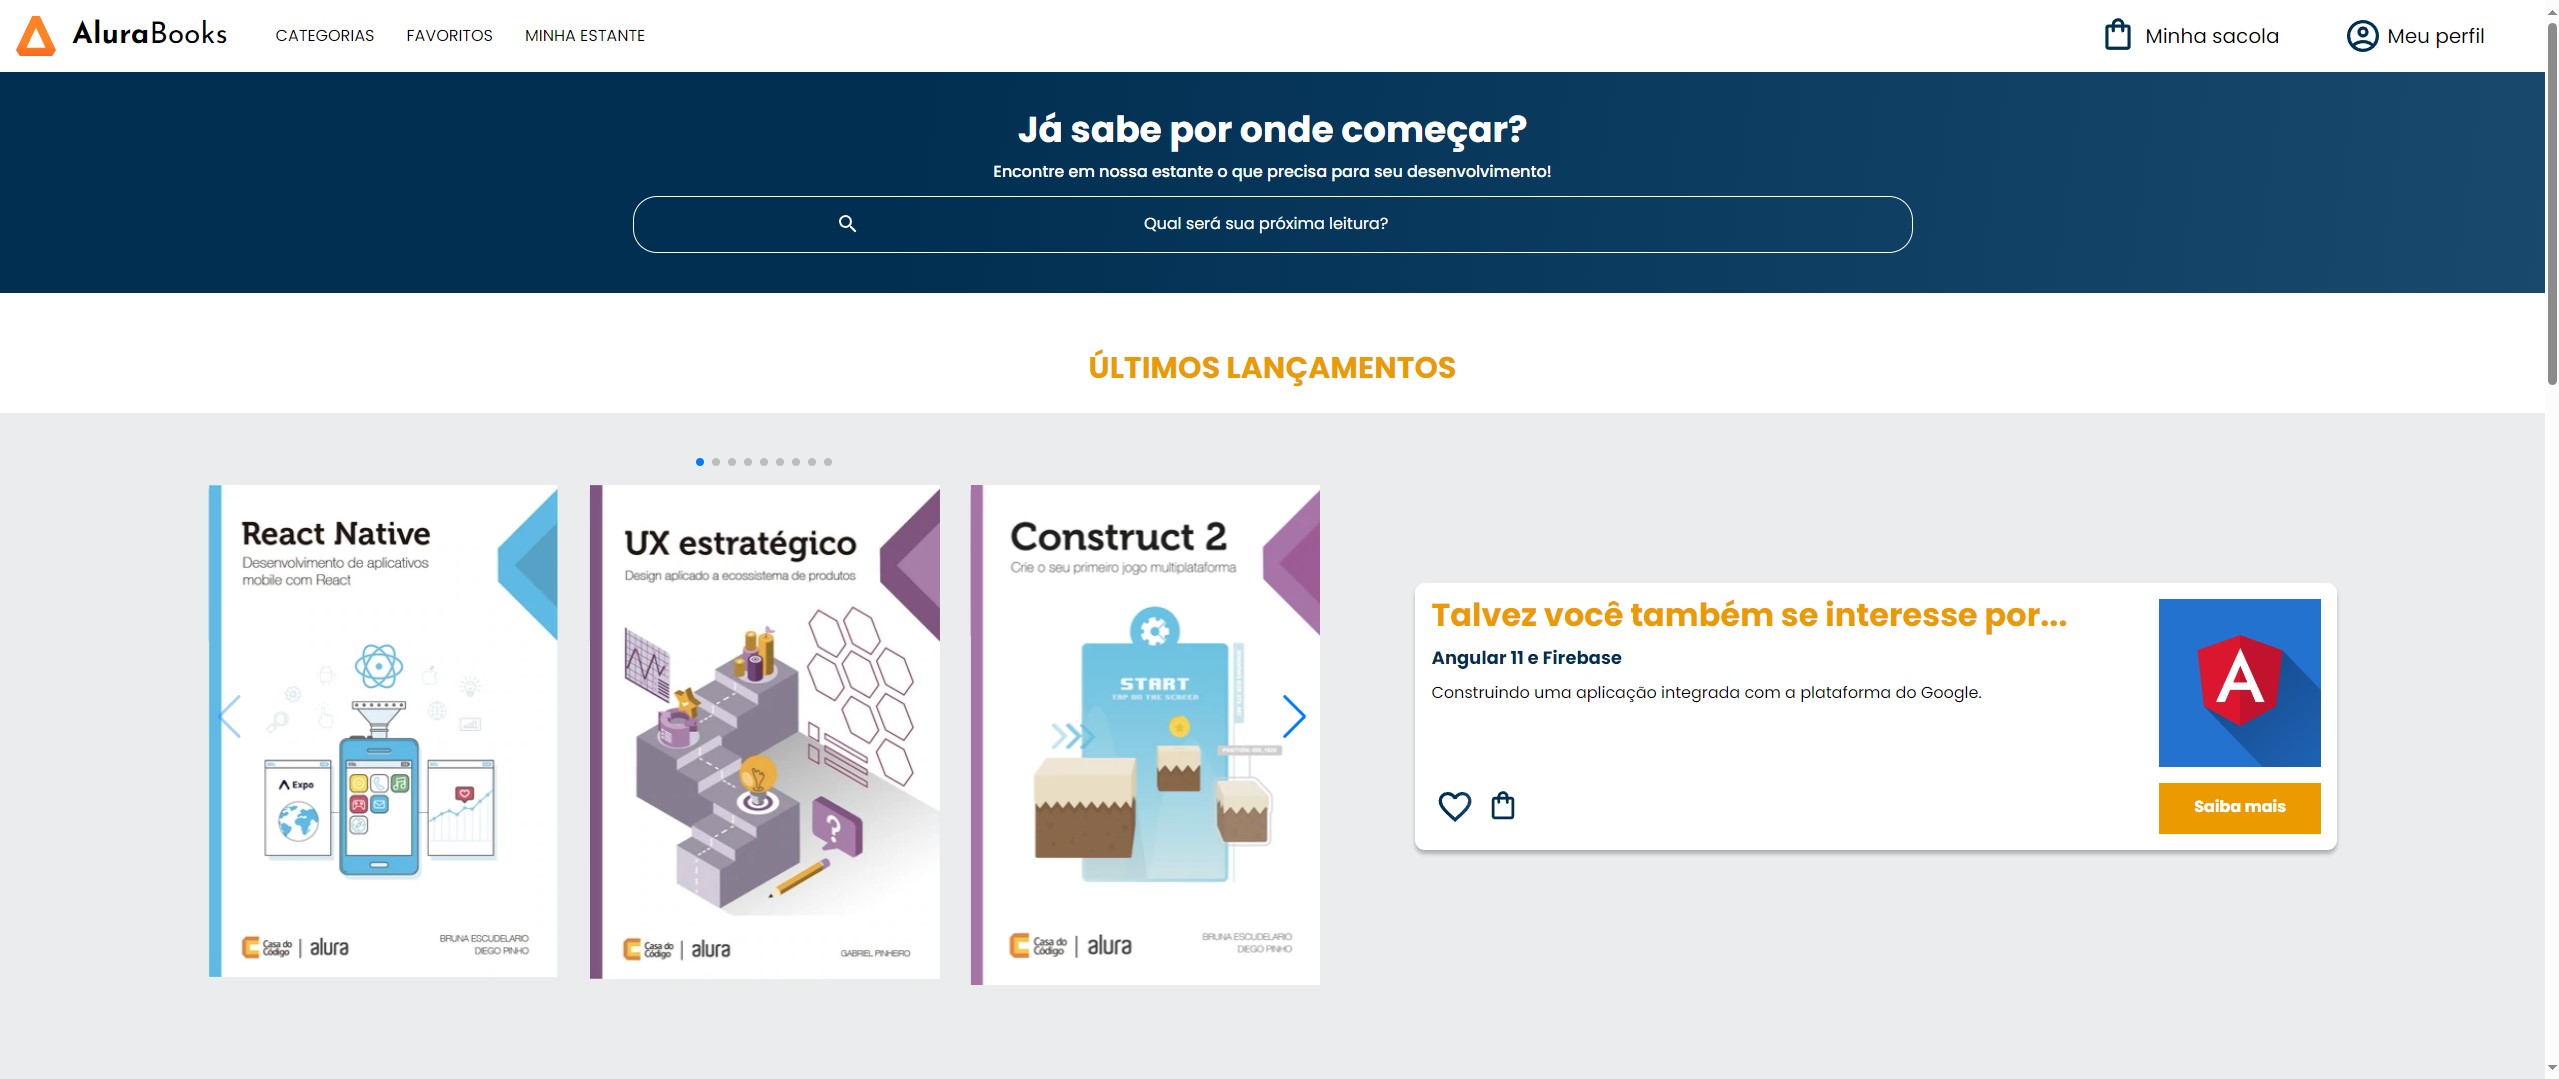 AluraBooks
CATEGORIAS
FAVORITOS
MINHA ESTANTE
Minha sacola
Meu perfil
Já sabe por onde começar?
Encontre em nossa estante o que precisa para seu desenvolvimento!
Qual será sua próxima leitura?
ÚLTIMOS LANÇAMENTOS
React Native
Desenvolvimento de aplicativos
mobile com React
Expo
Casa do
Código
alura
BRUNA ESCUDELARIO
DIEGO PINHO
UX estratégico
Design aplicado a ecossistema de produtos
?
Casa do
Código
alura
GABRIEL PINHEIRO
Construct 2
Crie o seu primeiro jogo multiplataforma
START
TAP ON THE SCREEN
Casa do
Código
alura
BRUNA ESCUDELARIO
DIEGO PINHO
Talvez você também se interesse por...
Angular 11 e Firebase
Construindo uma aplicação integrada com a plataforma do Google.
A
Saiba mais